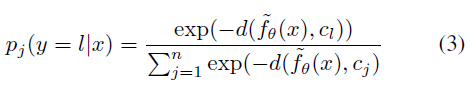 p_j(y = l|x) = \frac{\exp(-d(\tilde{f}_\theta(x), c_l))}{\sum_{j=1}^{n} \exp(-d(\tilde{f}_\theta(x), c_j)} (3)